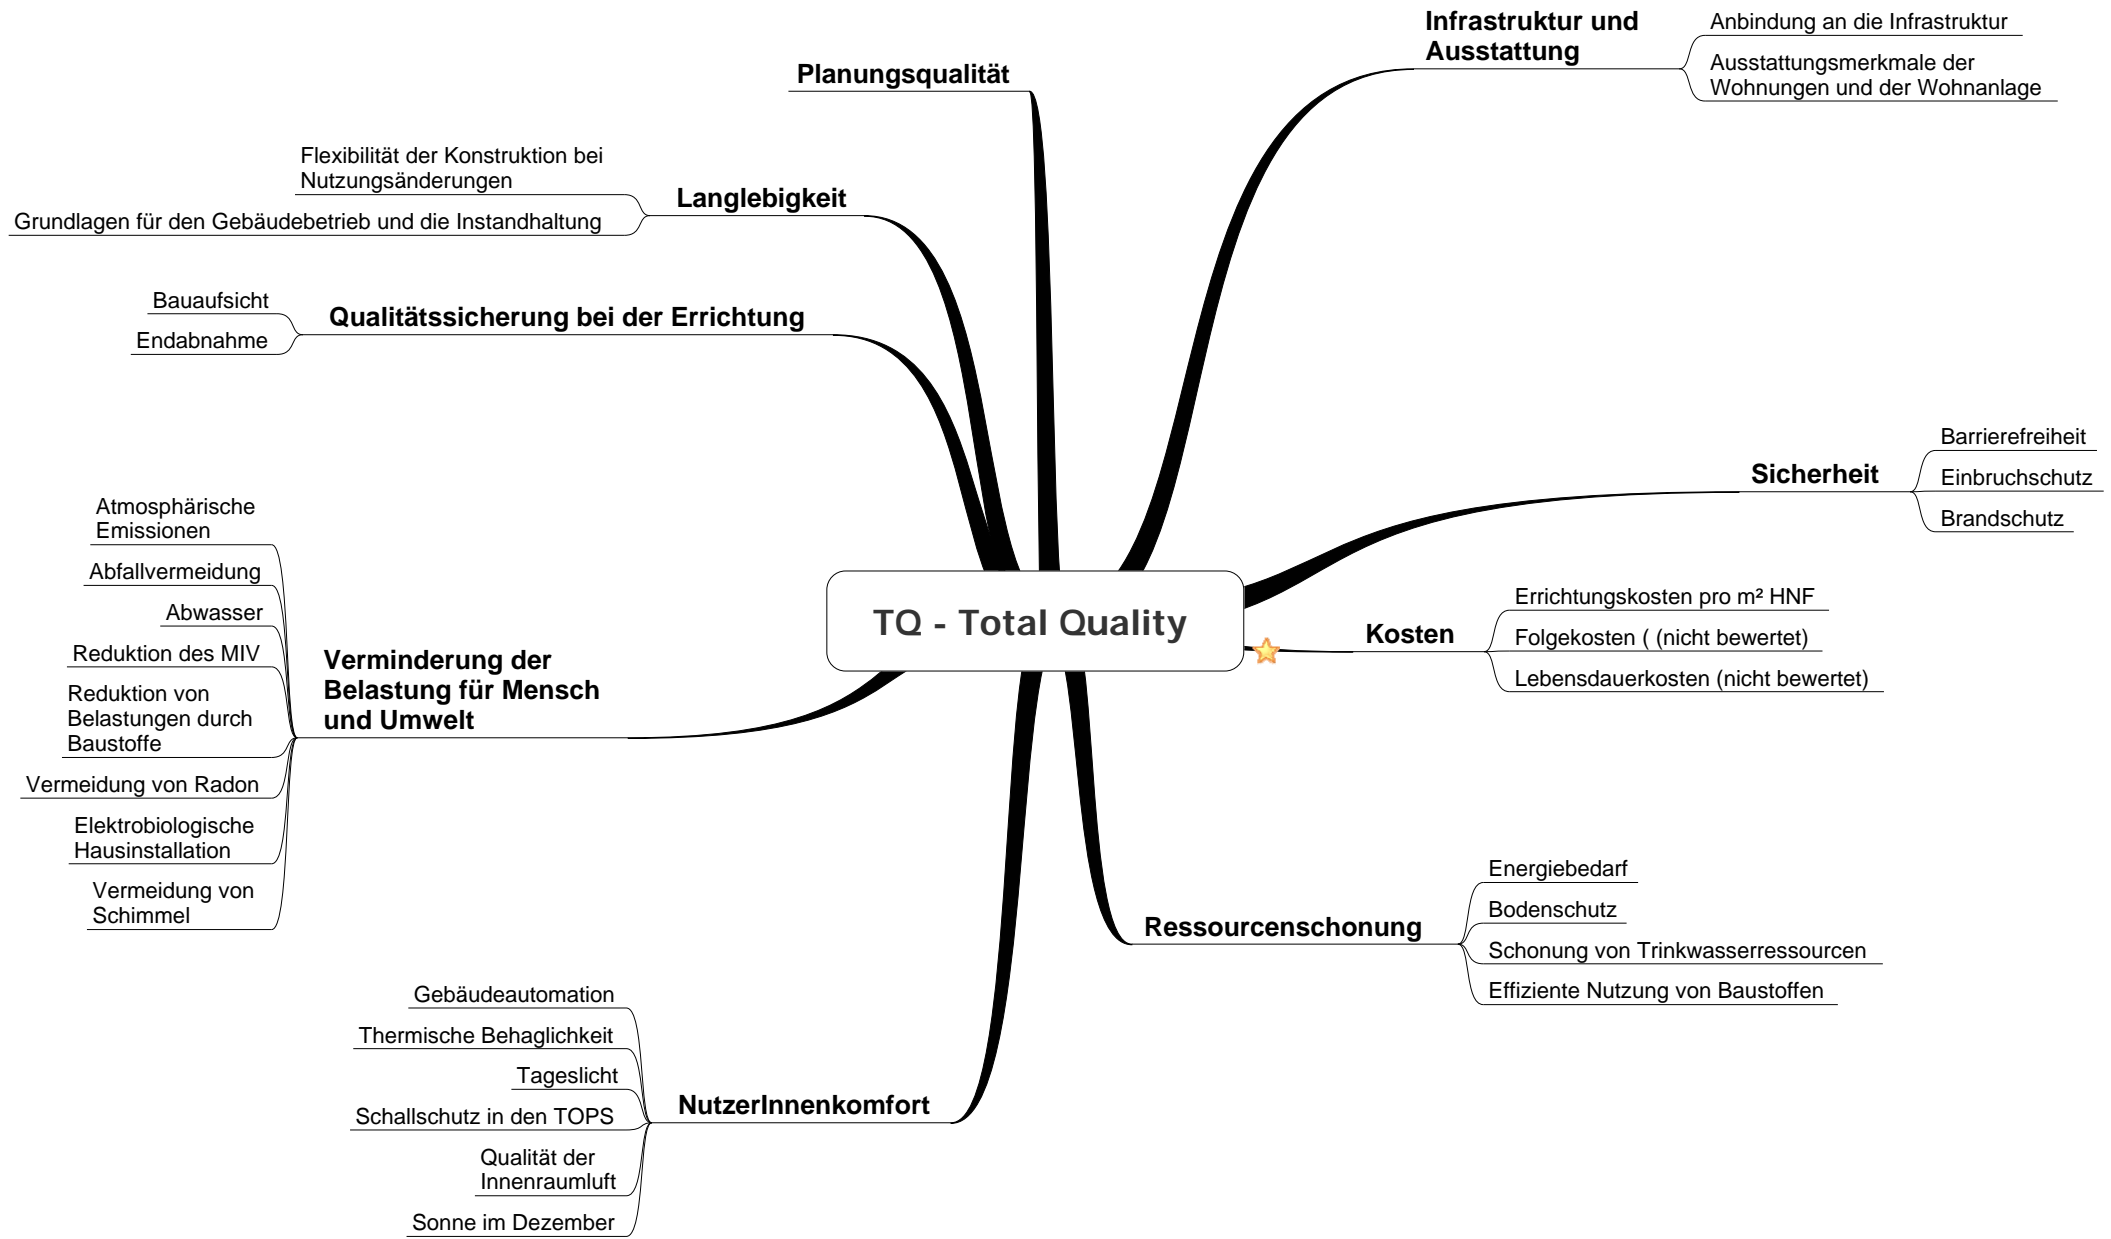 TQ - Total Quality
Infrastruktur und
Ausstattung
Anbindung an die Infrastruktur
Ausstattungsmerkmale der
Wohnungen und der Wohnanlage
Sicherheit
Barrierefreiheit
Einbruchschutz
Brandschutz
Kosten
Errichtungskosten pro m² HNF
Folgekosten ( (nicht bewertet)
Lebensdauerkosten (nicht bewertet)
Ressourcenschonung
Energiebedarf
Bodenschutz
Schonung von Trinkwasserressourcen
Effiziente Nutzung von Baustoffen
NutzerInnenkomfort
Gebäudeautomation
Thermische Behaglichkeit
Tageslicht
Schallschutz in den TOPS
Qualität der
Innenraumluft
Sonne im Dezember
Verminderung der
Belastung für Mensch
und Umwelt
Atmosphärische
Emissionen
Abfallvermeidung
Abwasser
Reduktion des MIV
Reduktion von
Belastungen durch
Baustoffe
Vermeidung von Radon
Elektrobiologische
Hausinstallation
Vermeidung von
Schimmel
Qualitätssicherung bei der Errichtung
Bauaufsicht
Endabnahme
Langlebigkeit
Flexibilität der Konstruktion bei
Nutzungsänderungen
Grundlagen für den Gebäudebetrieb und die Instandhaltung
Planungsqualität